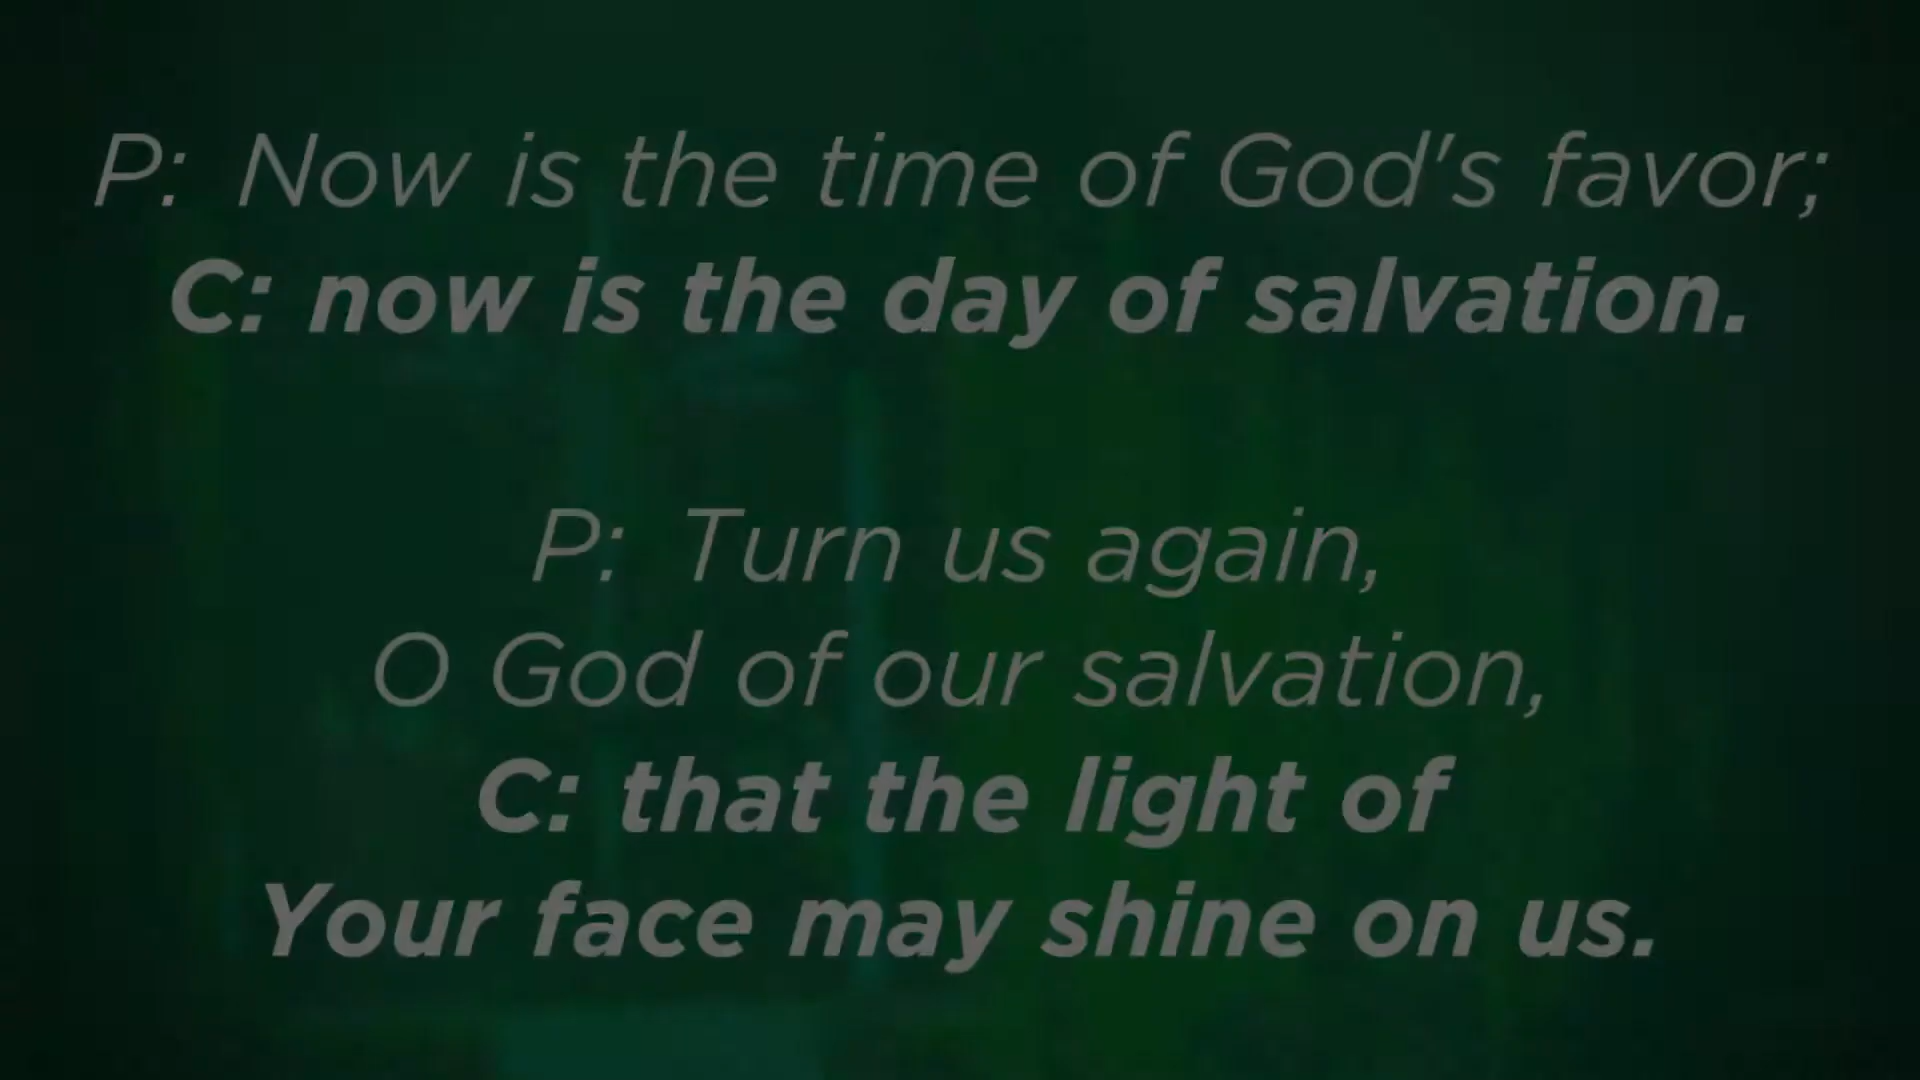 P: Now is the time of God's favor;
C: now is the day of salvation.
P: Turn us again,
O God of our salvation,
C: that the light of
Your face may shine on us.